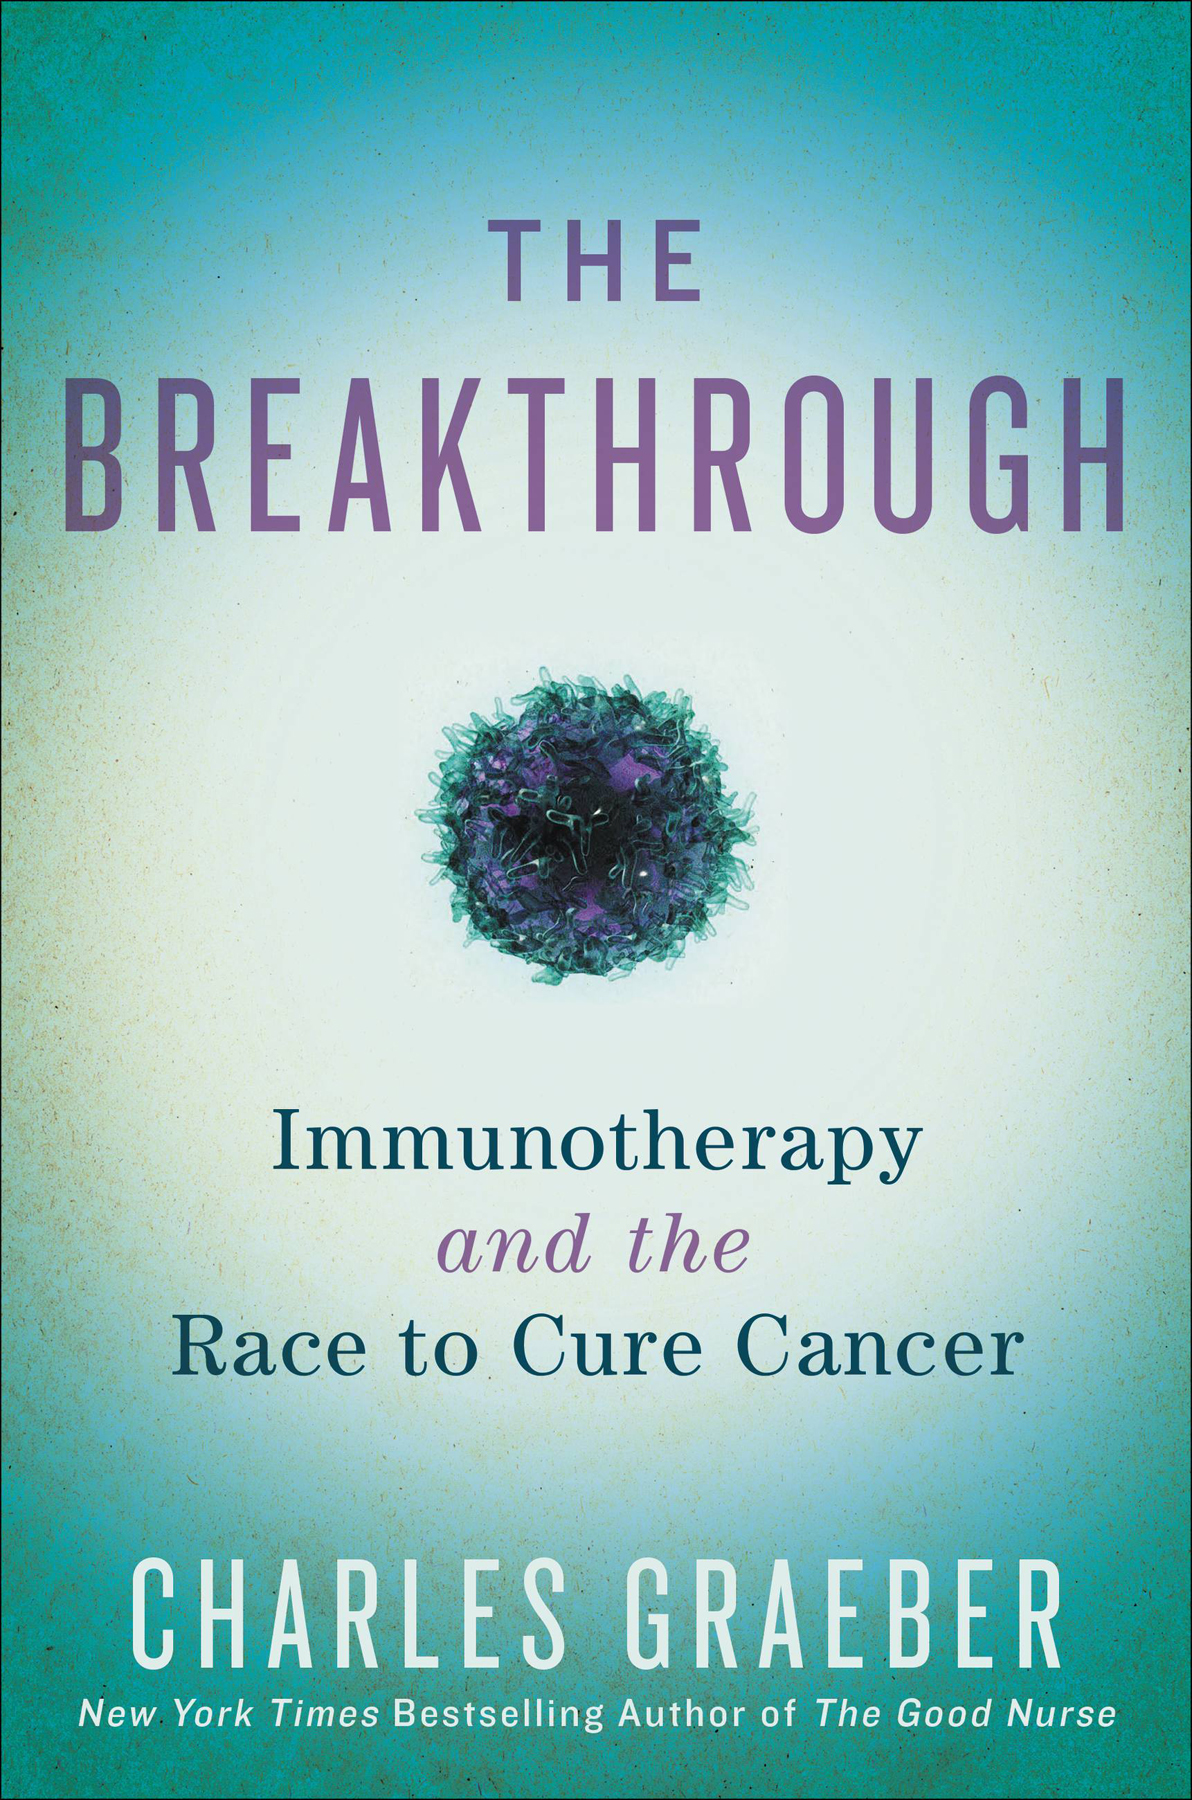 THE
BREAKTHROUGH
Immunotherapy
and the
Race to Cure Cancer
CHARLES GRAEBER
New York Times Bestselling Author of The Good Nurse